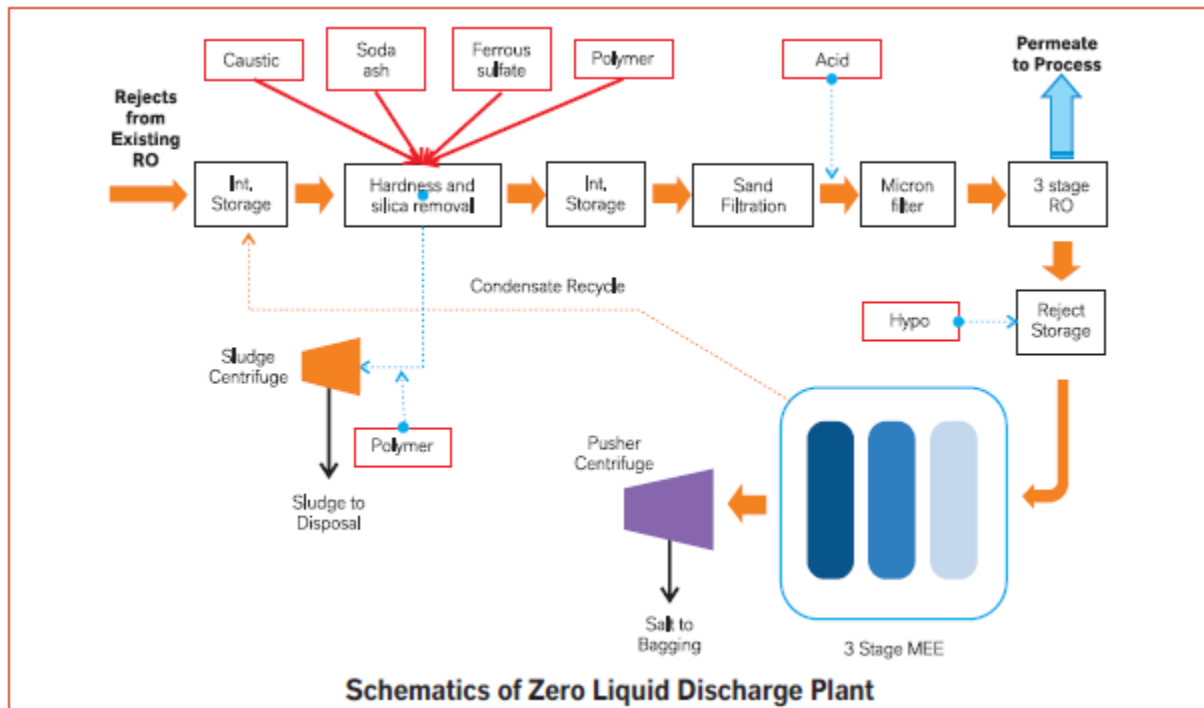 Caustic
Soda
ash
Ferrous
sulfate
Polymer
Acid
Permeate
to Process
Rejects
from
Existing
RO
Int.
Storage
Hardness and
silica removal
Int.
Storage
Sand
Filtration
Micron
filter
3 stage
RO
Condensate Recycle
Hypo
Reject
Storage
Sludge
Centrifuge
Polymer
Sludge to
Disposal
Pusher
Centrifuge
Salt to
Bagging
3 Stage MEE
Schematics of Zero Liquid Discharge Plant